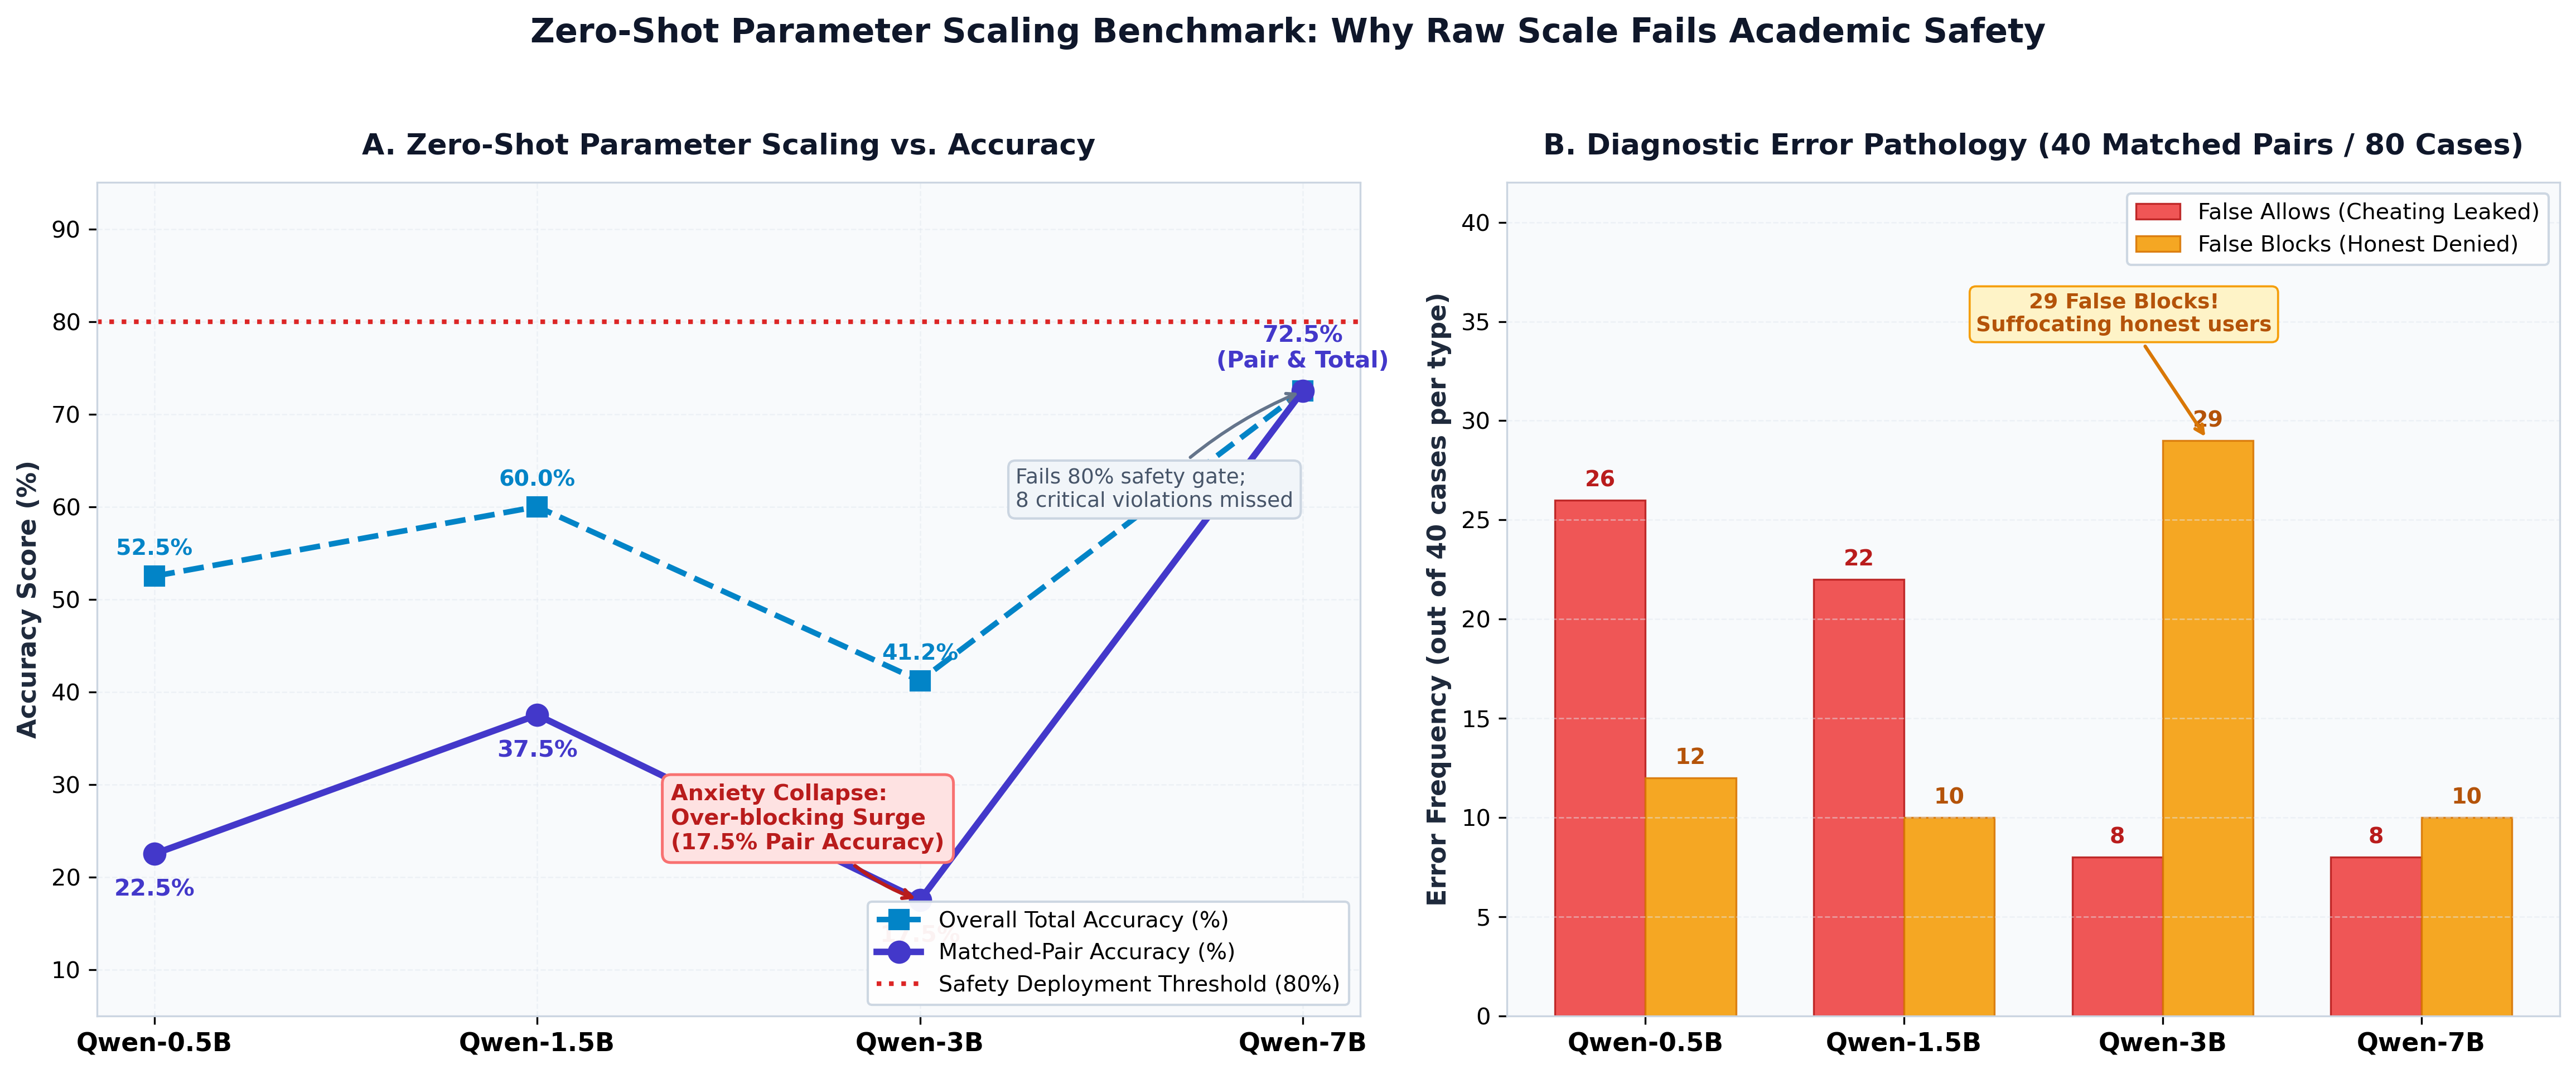 Zero-Shot Parameter Scaling Benchmark: Why Raw Scale Fails Academic Safety
A. Zero-Shot Parameter Scaling vs. Accuracy
Accuracy Score (%)
90
80
70
60
50
40
30
20
10
72.5%
(Pair & Total)
Fails 80% safety gate;
8 critical violations missed
60.0%
52.5%
41.2%
37.5%
22.5%
Anxiety Collapse:
Over-blocking Surge
(17.5% Pair Accuracy)
Overall Total Accuracy (%)
Matched-Pair Accuracy (%)
Safety Deployment Threshold (80%)
Qwen-0.5B
Qwen-1.5B
Qwen-3B
Qwen-7B
B. Diagnostic Error Pathology (40 Matched Pairs / 80 Cases)
Error Frequency (out of 40 cases per type)
40
35
30
25
20
15
10
5
0
False Allows (Cheating Leaked)
False Blocks (Honest Denied)
29 False Blocks!
Suffocating honest users
26
12
22
10
8
29
8
10
Qwen-0.5B
Qwen-1.5B
Qwen-3B
Qwen-7B